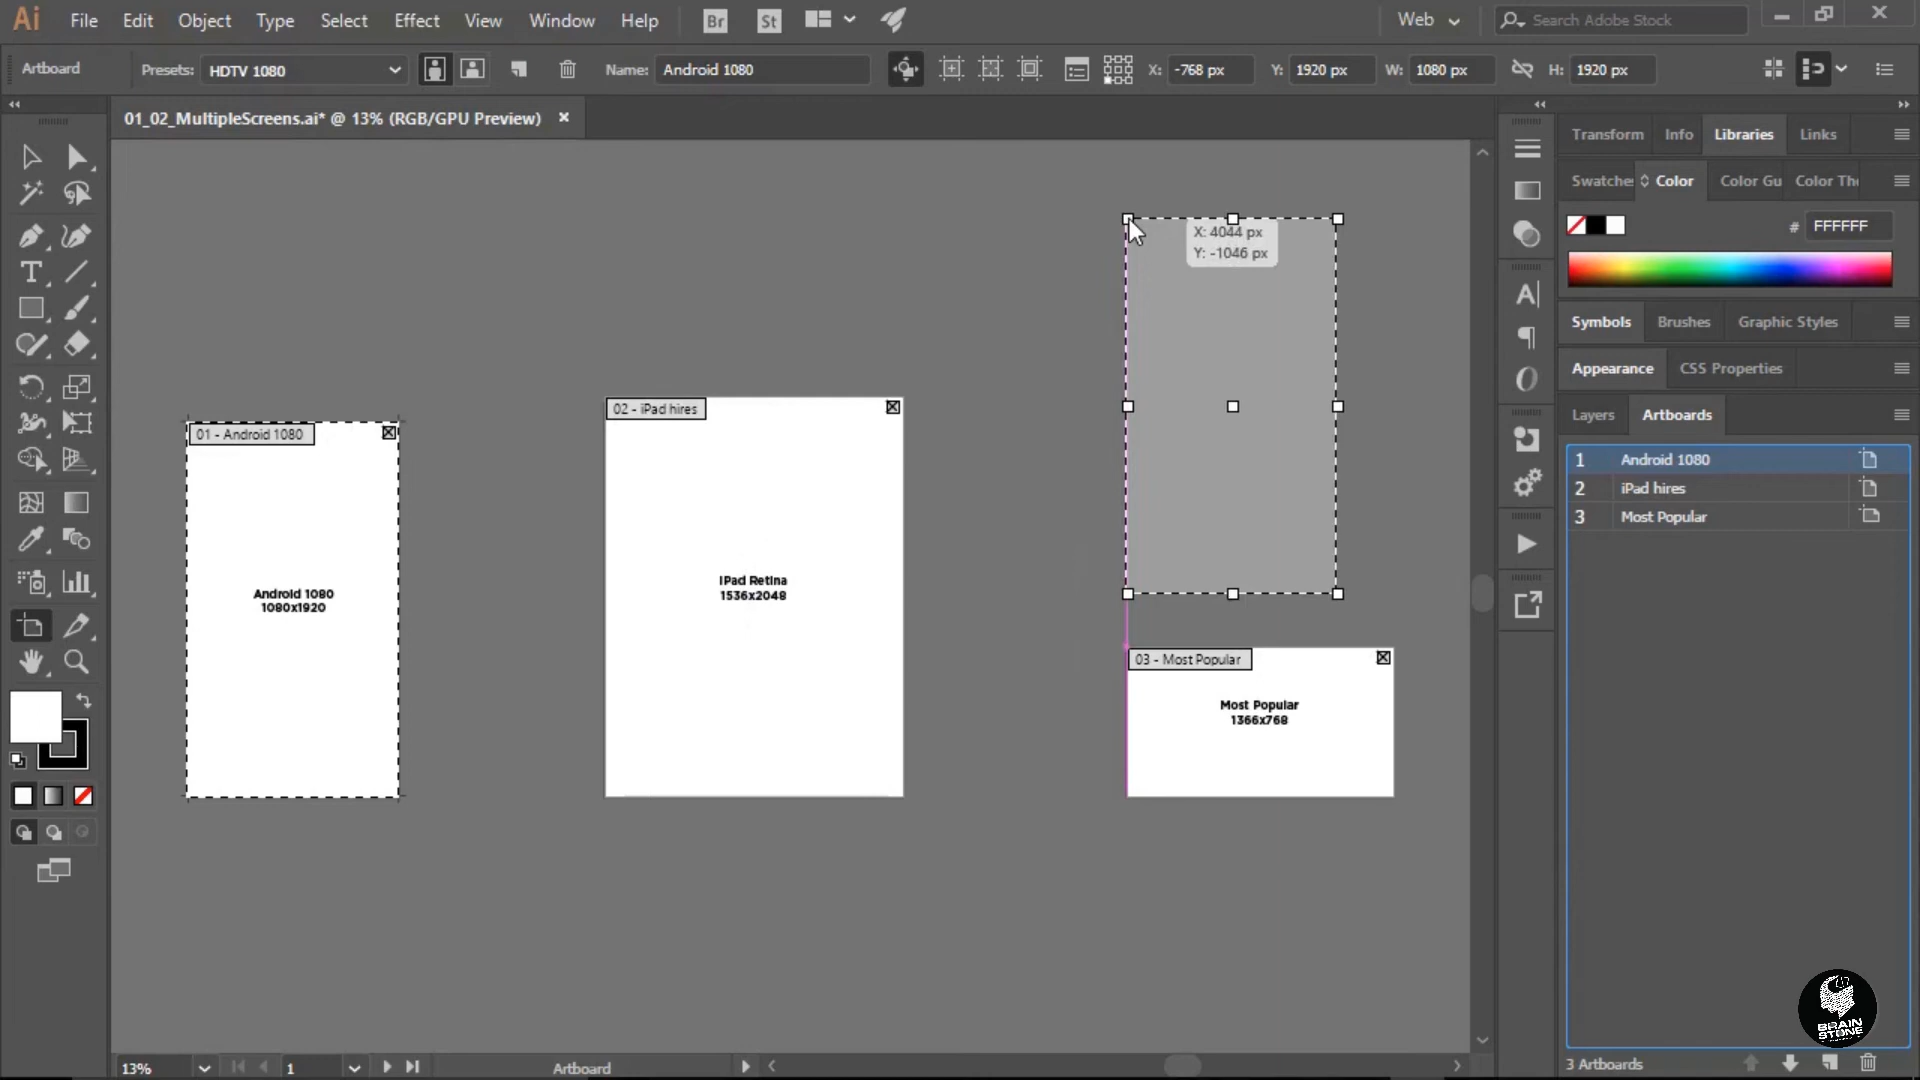 Ai File Edit Object Type Select Effect View Window Help Br St Web Search Adobe Stock
Artboard Presets: HDTV 1080 Name: Android 1080 X: -768 px Y: 1920 px W: 1080 px H: 1920 px
01_02_MultipleScreens.ai* @ 13% (RGB/GPU Preview)
Transform Info Libraries Links
Swatche Color Color Gu Color Th
# FFFFFF
Symbols Brushes Graphic Styles
Appearance CSS Properties
Layers Artboards
1 Android 1080
2 iPad hires
3 Most Popular
X: 4044 px
Y: -1046 px
01 - Android 1080
Android 1080
1080x1920
02 - iPad hires
iPad Retina
1536x2048
03 - Most Popular
Most Popular
1366x768
BRAIN
STONE
13% 1 Artboard
3 Artboards